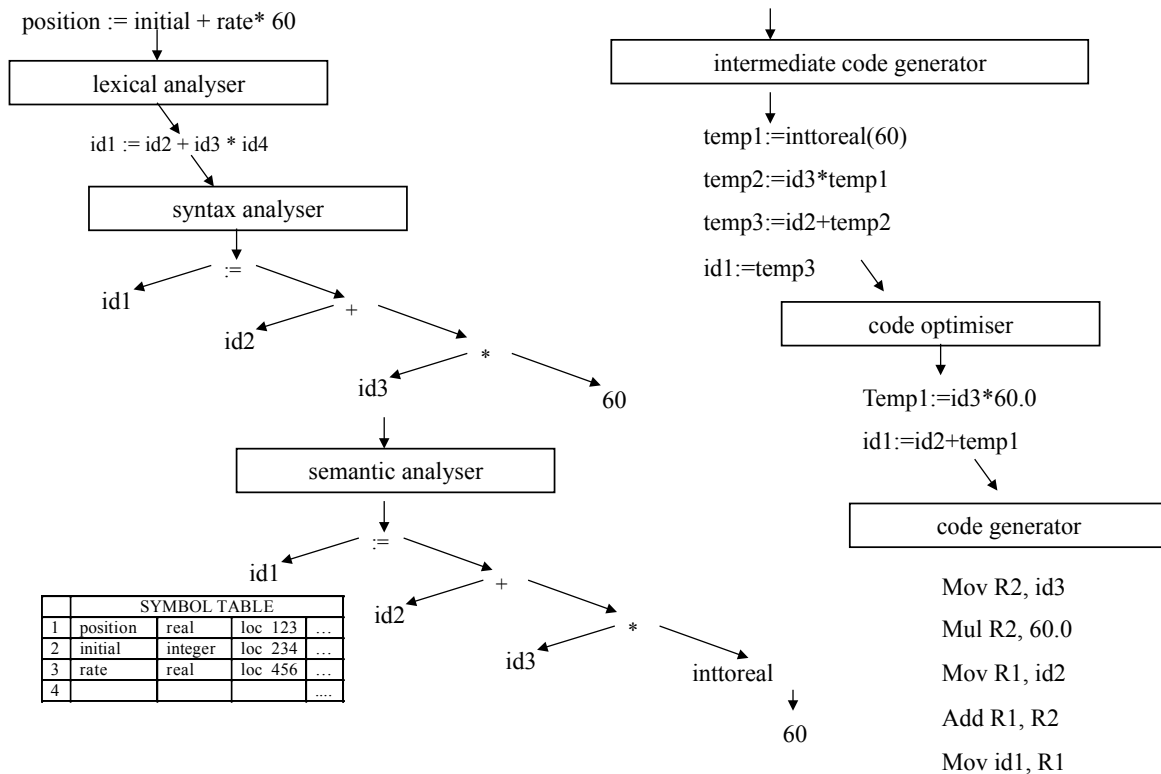 position := initial + rate* 60
lexical analyser
id1 := id2 + id3 * id4
syntax analyser
:=
id1
+
id2
*
id3
60
semantic analyser
:=
id1
+
id2
*
id3
inttoreal
60
SYMBOL TABLE
1 position real loc 123 …
2 initial integer loc 234 …
3 rate real loc 456 …
4 ....
intermediate code generator
temp1:=inttoreal(60)
temp2:=id3*temp1
temp3:=id2+temp2
id1:=temp3
code optimiser
Temp1:=id3*60.0
id1:=id2+temp1
code generator
Mov R2, id3
Mul R2, 60.0
Mov R1, id2
Add R1, R2
Mov id1, R1